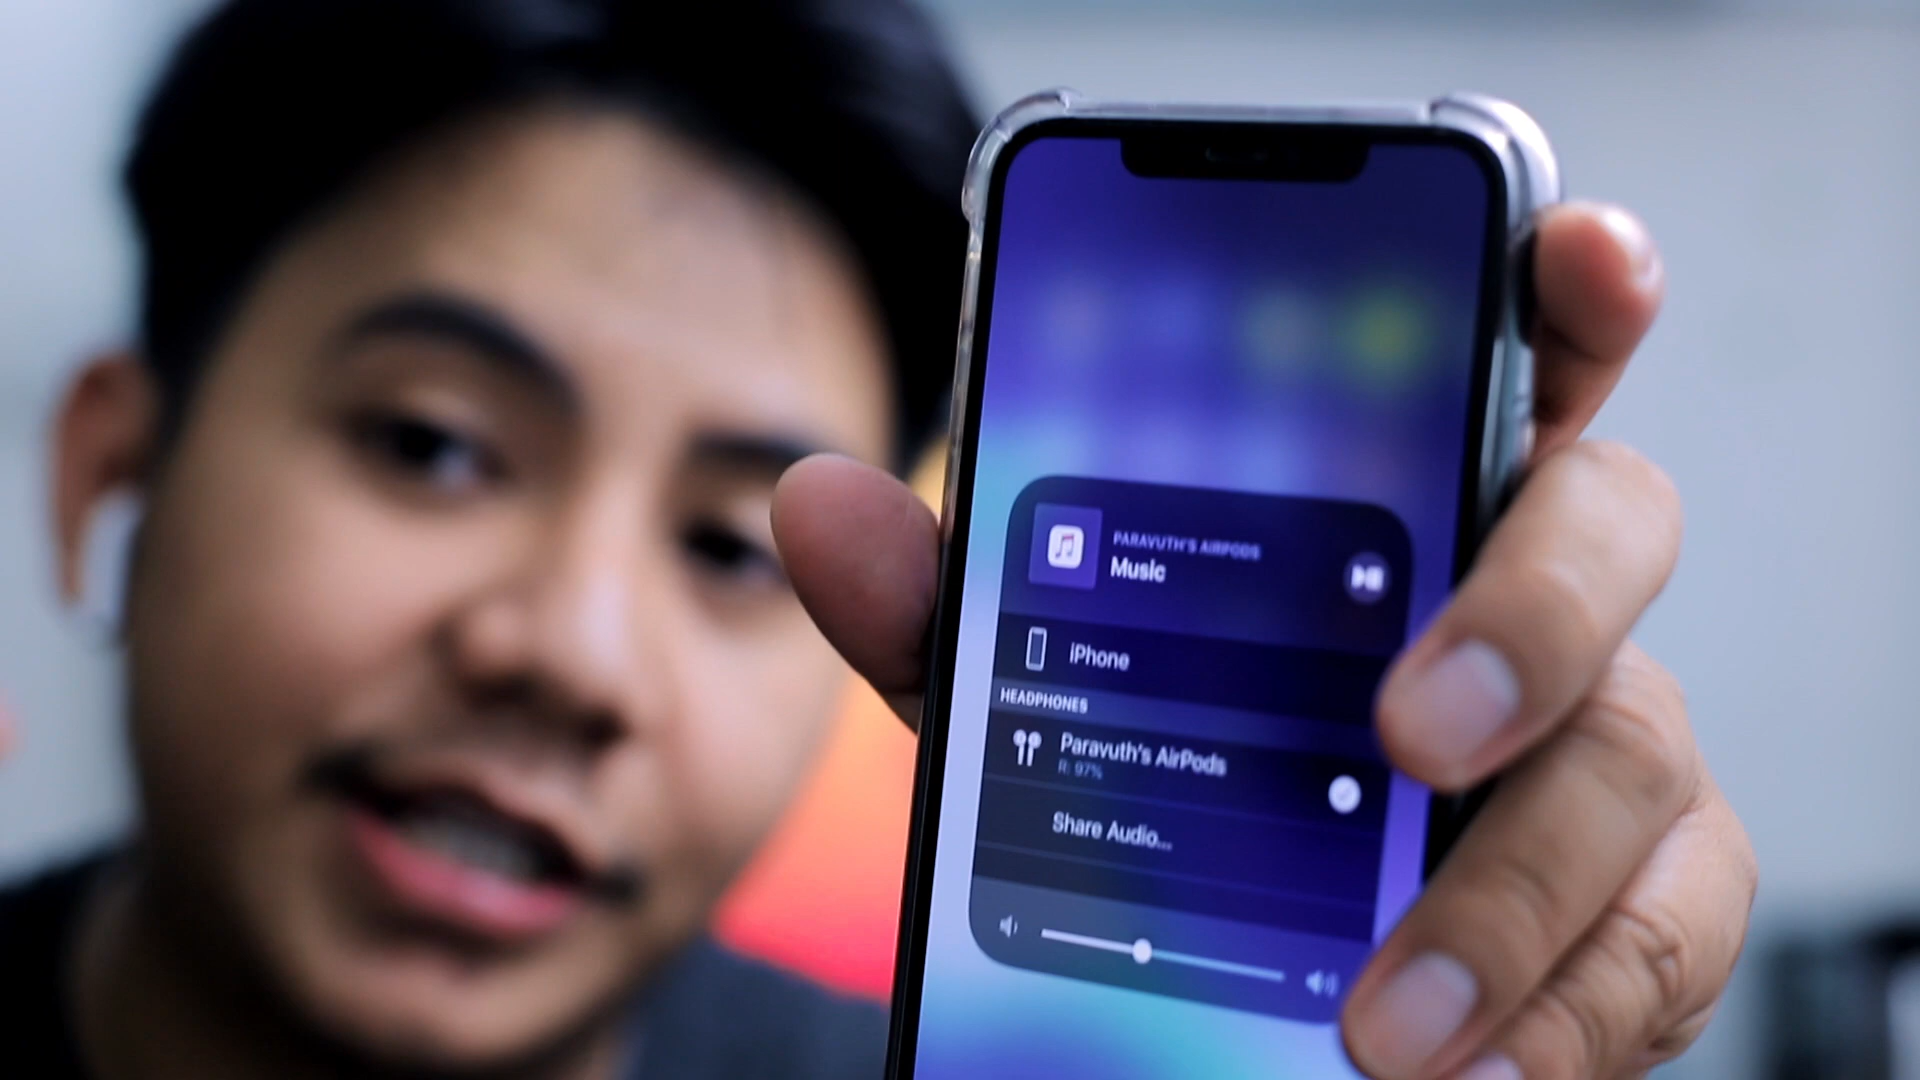 PARAVUTH'S AIRPODS
Music
iPhone
HEADPHONES
Paravuth's AirPods
R: 97%
Share Audio...